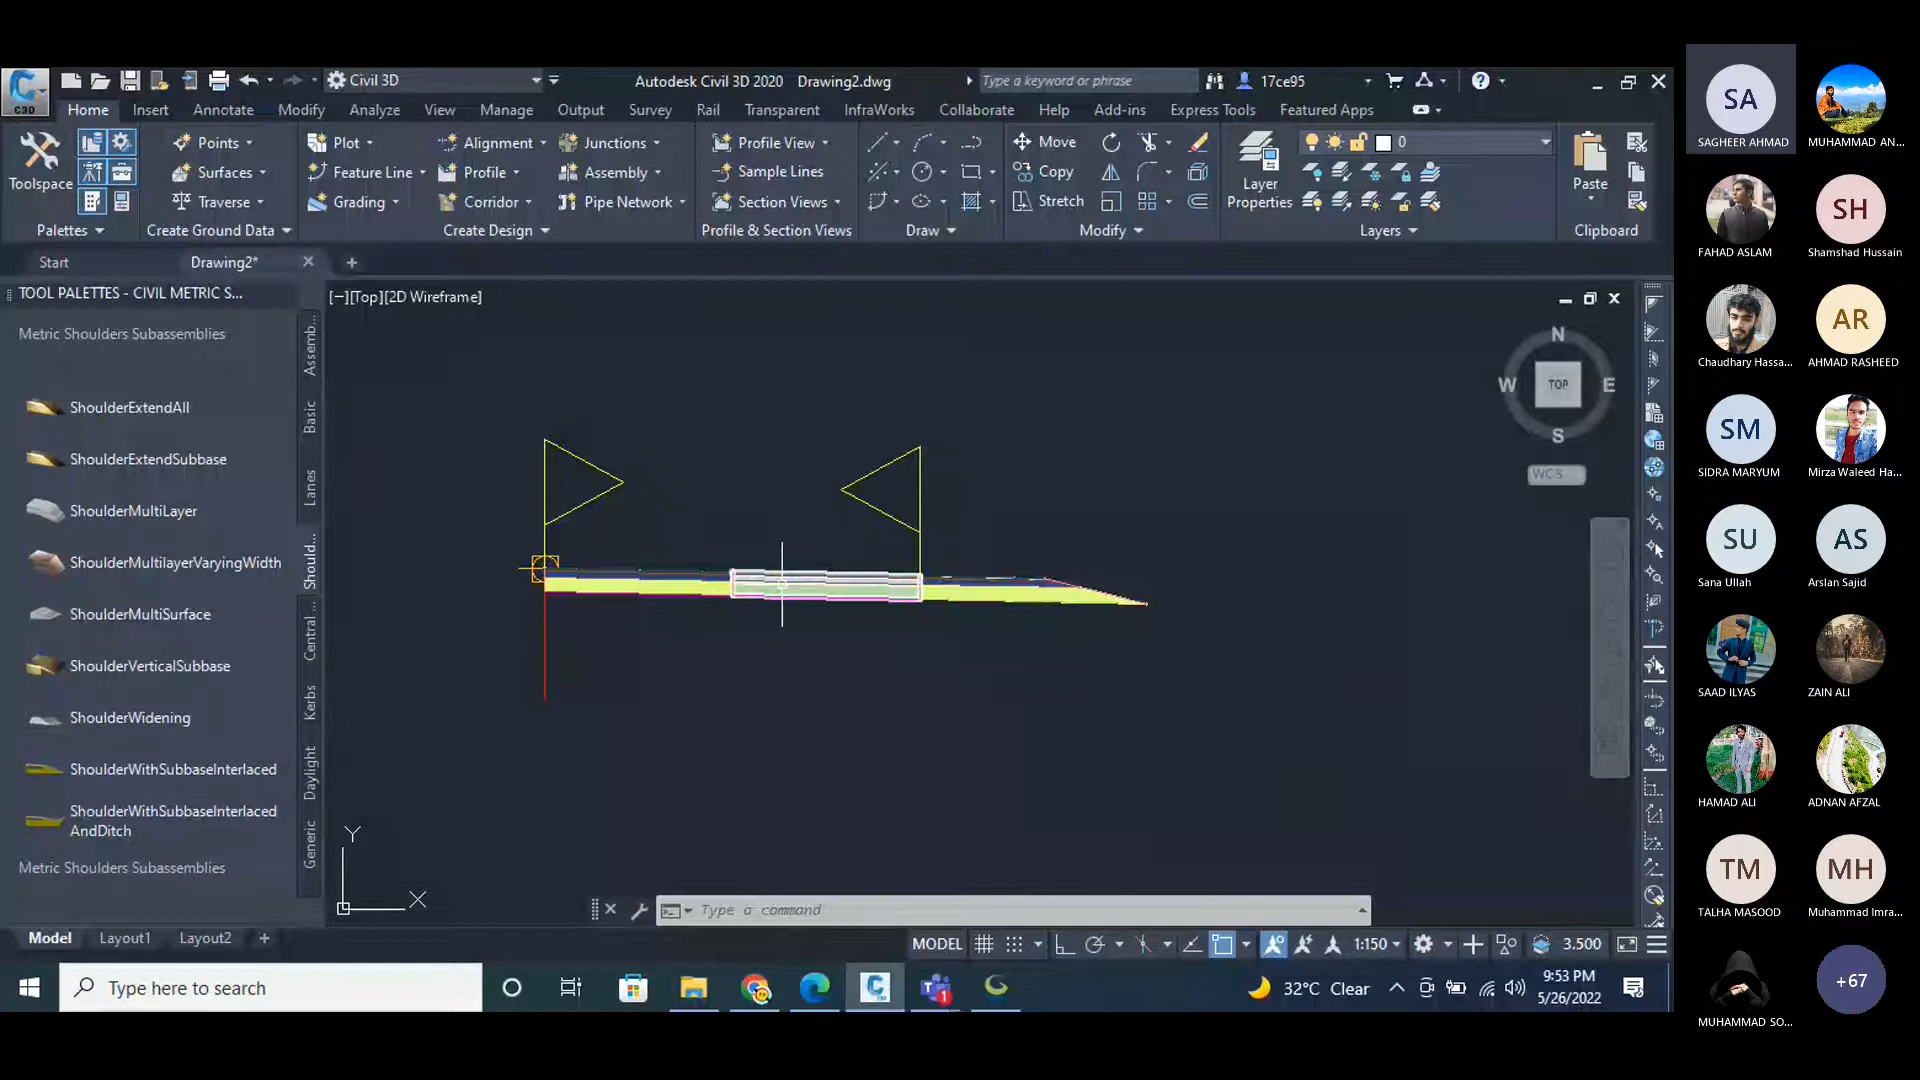 Civil 3D
Autodesk Civil 3D 2020 Drawing2.dwg
Type a keyword or phrase
17ce95
C3D
Home Insert Annotate Modify Analyze View Manage Output Survey Rail Transparent InfraWorks Collaborate Help Add-ins Express Tools Featured Apps
Toolspace
Points
Surfaces
Traverse
Plot
Feature Line
Grading
Alignment
Profile
Corridor
Junctions
Assembly
Pipe Network
Profile View
Sample Lines
Section Views
Move
Copy
Stretch
Layer
Properties
0
Paste
Palettes
Create Ground Data
Create Design
Profile & Section Views
Draw
Modify
Layers
Clipboard
Start
Drawing2*
TOOL PALETTES - CIVIL METRIC S...
Metric Shoulders Subassemblies
ShoulderExtendAll
ShoulderExtendSubbase
ShoulderMultiLayer
ShoulderMultilayerVaryingWidth
ShoulderMultiSurface
ShoulderVerticalSubbase
ShoulderWidening
ShoulderWithSubbaseInterlaced
ShoulderWithSubbaseInterlaced
AndDitch
Metric Shoulders Subassemblies
Assemb...
Basic
Lanes
Should...
Central ...
Kerbs
Daylight
Generic
[−][Top][2D Wireframe]
N
W
TOP
E
S
WCS
Y
X
Type a command
Model Layout1 Layout2
MODEL
1:150
3.500
Type here to search
1
32°C Clear
9:53 PM
5/26/2022
SA
SAGHEER AHMAD
MUHAMMAD AN...
FAHAD ASLAM
SH
Shamshad Hussain
Chaudhary Hassa...
AR
AHMAD RASHEED
SM
SIDRA MARYUM
Mirza Waleed Ha...
SU
Sana Ullah
AS
Arslan Sajid
SAAD ILYAS
ZAIN ALI
HAMAD ALI
ADNAN AFZAL
TM
TALHA MASOOD
MH
Muhammad Imra...
MUHAMMAD SO...
+67